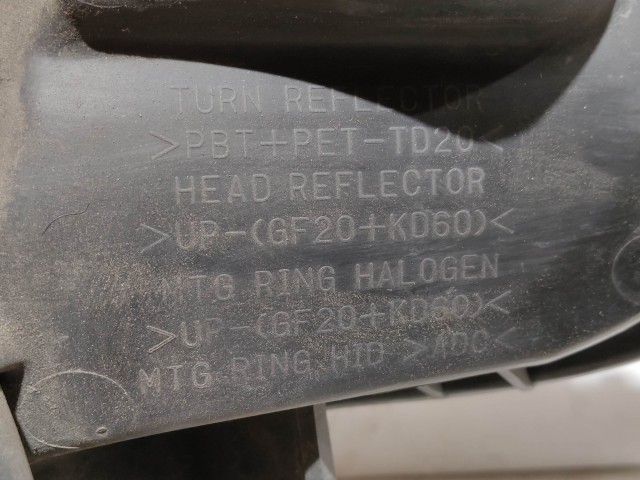 TURN REFLECTOR
>PBT+PET-TD20<
HEAD REFLECTOR
>UP-(GF20+KD60)<
MTG RING HALOGEN
>UP-(GF20+KD60)<
MTG RING HID >ADC<